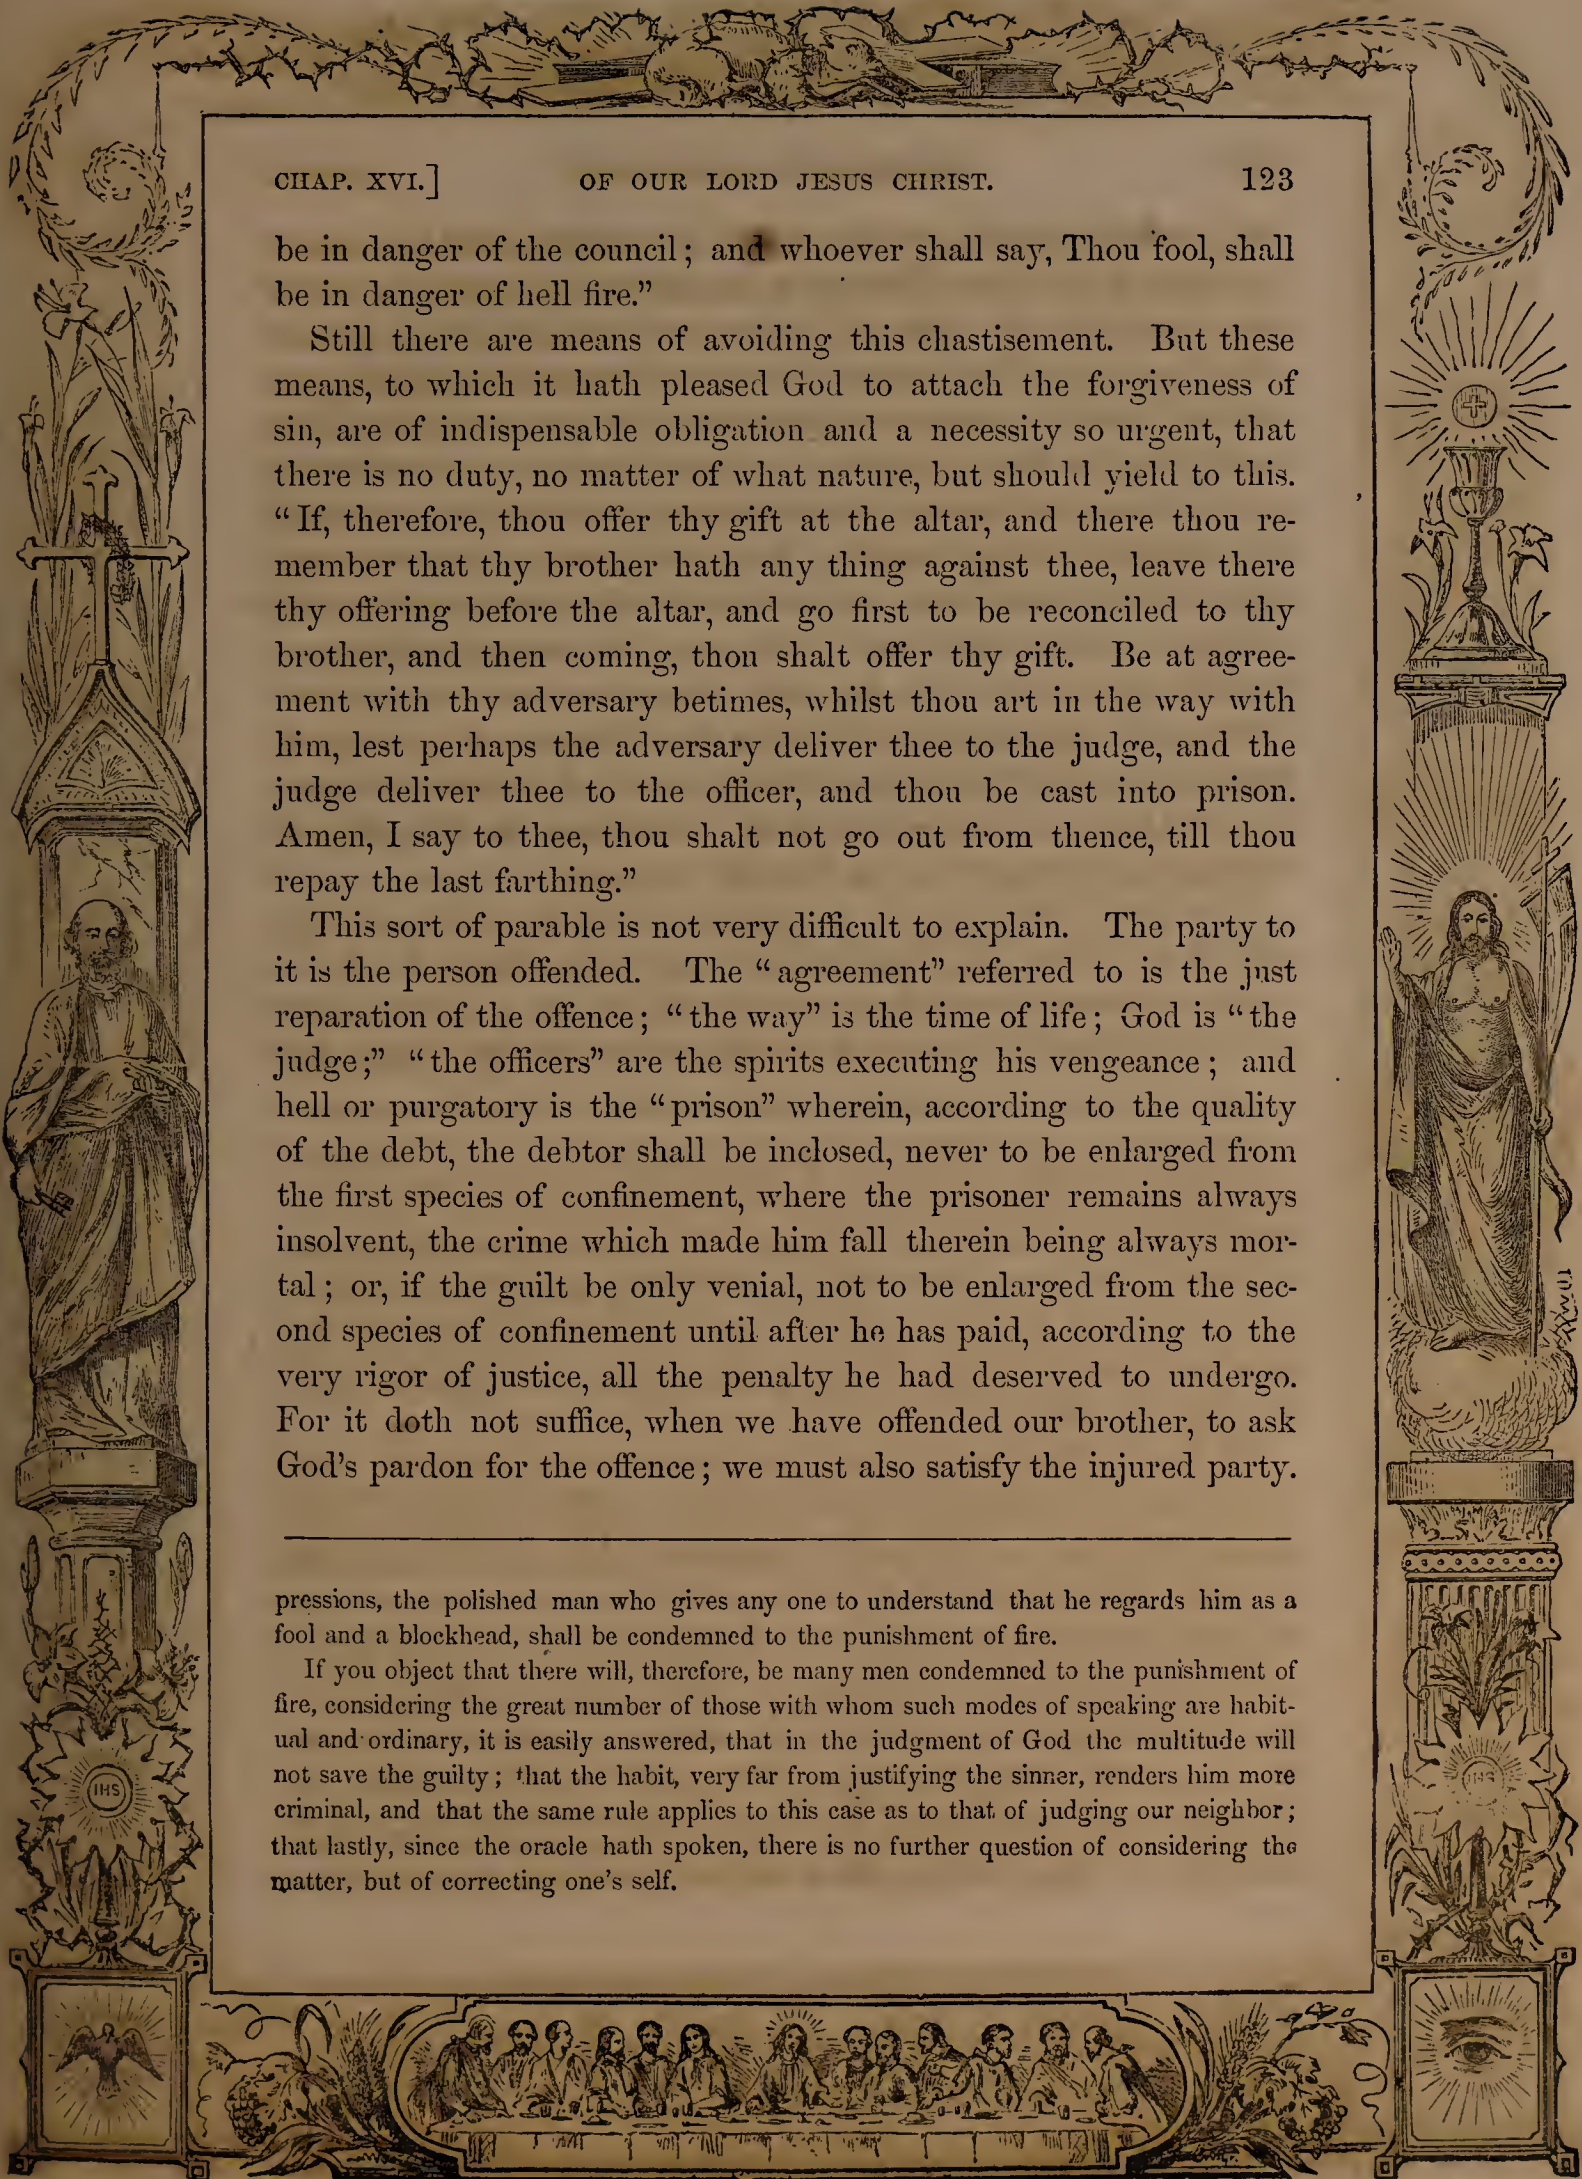 CHAP. XVI.] OF OUR LORD JESUS CHRIST. 123
be in danger of the council; and whoever shall say, Thou fool, shall
be in danger of hell fire.”
Still there are means of avoiding this chastisement. But these
means, to which it hath pleased God to attach the forgiveness of
sin, are of indispensable obligation and a necessity so urgent, that
there is no duty, no matter of what nature, but should yield to this.
“If, therefore, thou offer thy gift at the altar, and there thou re-
member that thy brother hath any thing against thee, leave there
thy offering before the altar, and go first to be reconciled to thy
brother, and then coming, thou shalt offer thy gift. Be at agree-
ment with thy adversary betimes, whilst thou art in the way with
him, lest perhaps the adversary deliver thee to the judge, and the
judge deliver thee to the officer, and thou be cast into prison.
Amen, I say to thee, thou shalt not go out from thence, till thou
repay the last farthing.”
This sort of parable is not very difficult to explain. The party to
it is the person offended. The “agreement” referred to is the just
reparation of the offence; “the way” is the time of life; God is “the
judge;” “the officers” are the spirits executing his vengeance; and
hell or purgatory is the “prison” wherein, according to the quality
of the debt, the debtor shall be inclosed, never to be enlarged from
the first species of confinement, where the prisoner remains always
insolvent, the crime which made him fall therein being always mor-
tal; or, if the guilt be only venial, not to be enlarged from the sec-
ond species of confinement until after he has paid, according to the
very rigor of justice, all the penalty he had deserved to undergo.
For it doth not suffice, when we have offended our brother, to ask
God’s pardon for the offence; we must also satisfy the injured party.
pressions, the polished man who gives any one to understand that he regards him as a
fool and a blockhead, shall be condemned to the punishment of fire.
If you object that there will, therefore, be many men condemned to the punishment of
fire, considering the great number of those with whom such modes of speaking are habit-
ual and ordinary, it is easily answered, that in the judgment of God the multitude will
not save the guilty; that the habit, very far from justifying the sinner, renders him more
criminal, and that the same rule applies to this case as to that of judging our neighbor;
that lastly, since the oracle hath spoken, there is no further question of considering the
matter, but of correcting one’s self.
IHS
IHS